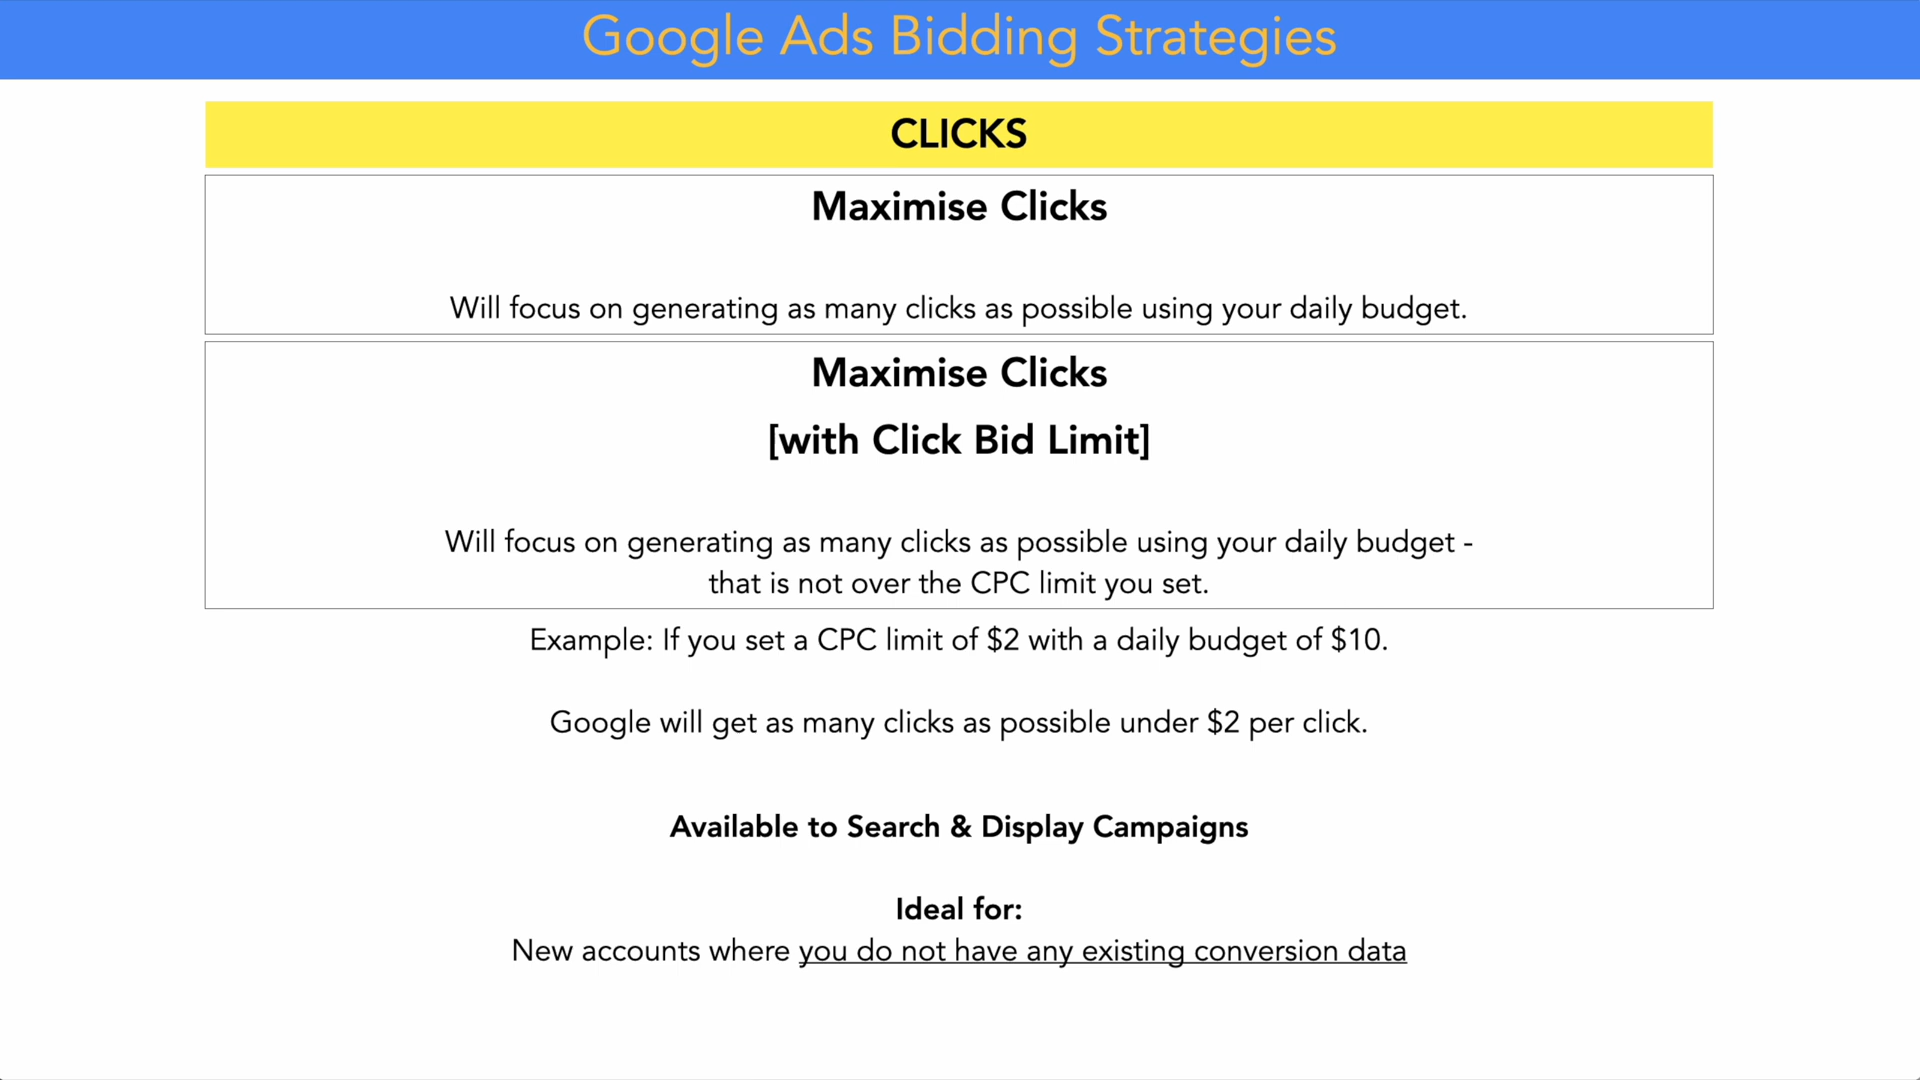 Google Ads Bidding Strategies
CLICKS
Maximise Clicks
Will focus on generating as many clicks as possible using your daily budget.
Maximise Clicks
[with Click Bid Limit]
Will focus on generating as many clicks as possible using your daily budget -
that is not over the CPC limit you set.
Example: If you set a CPC limit of $2 with a daily budget of $10.
Google will get as many clicks as possible under $2 per click.
Available to Search & Display Campaigns
Ideal for:
New accounts where you do not have any existing conversion data